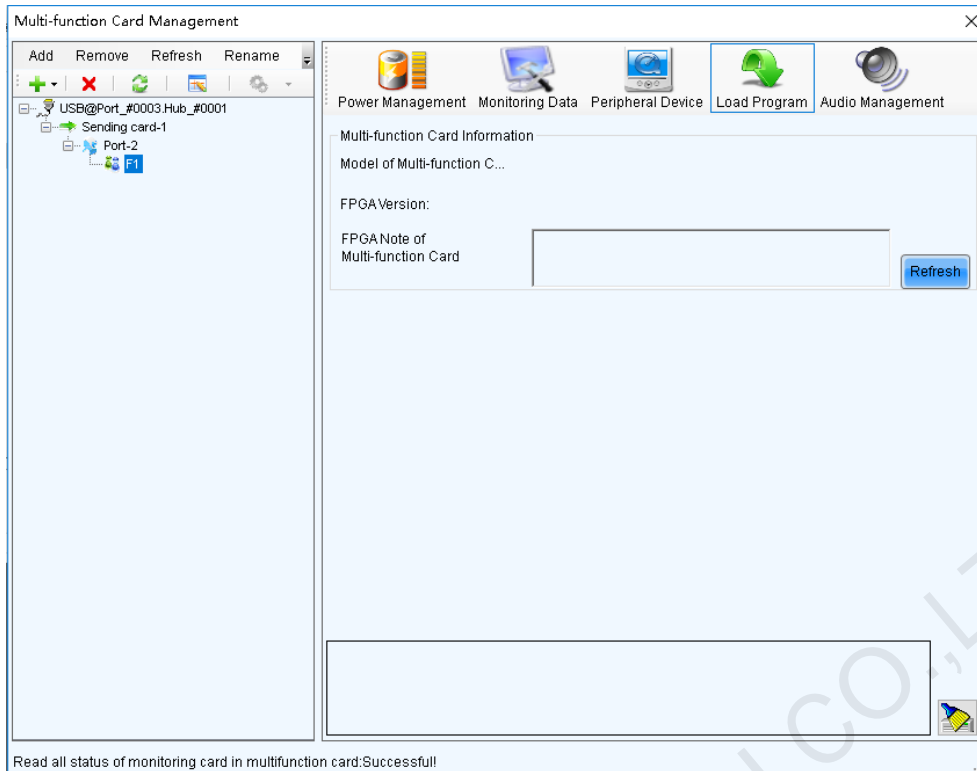 Multi-function Card Management
Add Remove Refresh Rename
USB@Port_#0003.Hub_#0001
Sending card-1
Port-2
F1
Power Management Monitoring Data Peripheral Device Load Program Audio Management
Multi-function Card Information
Model of Multi-function C...
FPGA Version:
FPGA Note of
Multi-function Card
Refresh
CO.,LT
Read all status of monitoring card in multifunction card:Successful!